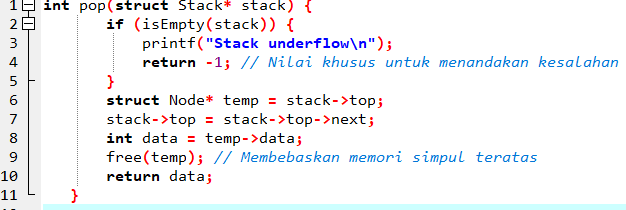 1 int pop(struct Stack* stack) {
2 if (isEmpty(stack)) {
3 printf("Stack underflow\n");
4 return -1; // Nilai khusus untuk menandakan kesalahan
5 }
6 struct Node* temp = stack->top;
7 stack->top = stack->top->next;
8 int data = temp->data;
9 free(temp); // Membebaskan memori simpul teratas
10 return data;
11 }